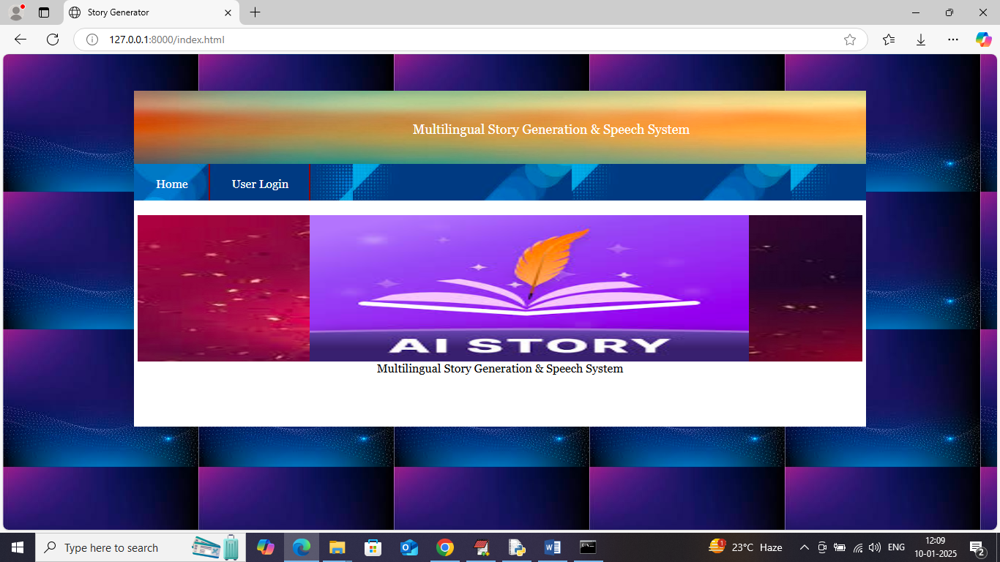 Story Generator
127.0.0.1:8000/index.html
Multilingual Story Generation & Speech System
Home
User Login
AI STORY
Multilingual Story Generation & Speech System
Type here to search
1
23°C Haze
ENG
12:09
10-01-2025
2